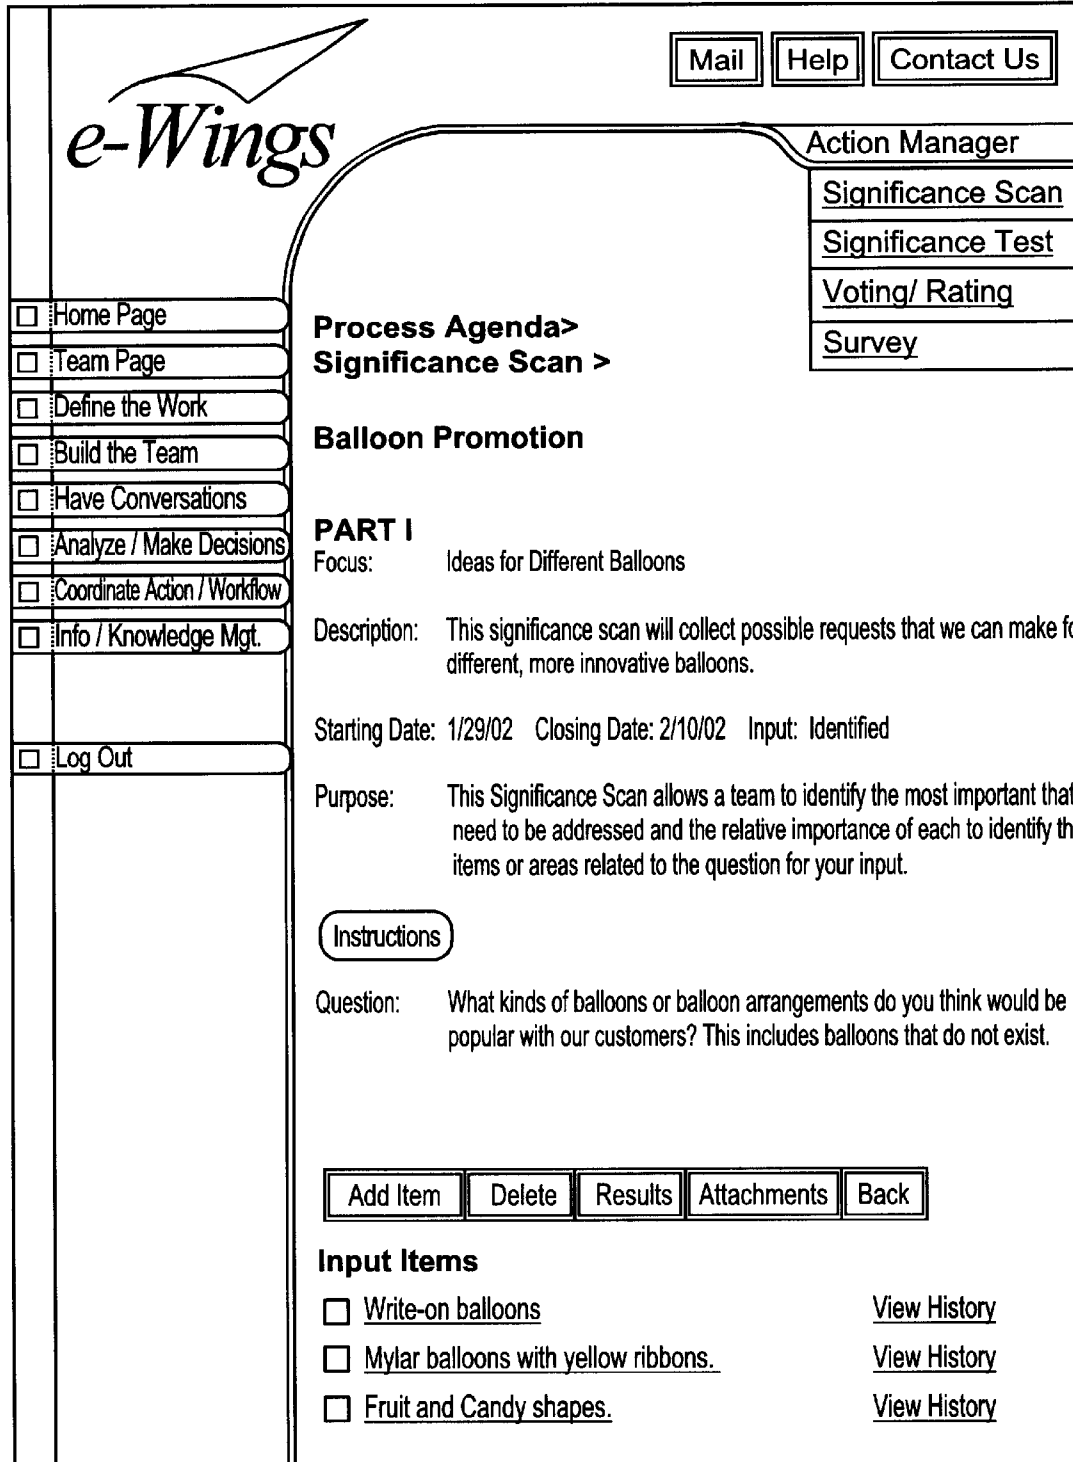 Mail Help Contact Us
e-Wings
Action Manager
Significance Scan
Significance Test
Voting/ Rating
Survey
Home Page
Team Page
Define the Work
Build the Team
Have Conversations
Analyze / Make Decisions
Coordinate Action / Workflow
Info / Knowledge Mgt.
Log Out
Process Agenda>
Significance Scan >
Balloon Promotion
PART I
Focus: Ideas for Different Balloons
Description: This significance scan will collect possible requests that we can make
different, more innovative balloons.
Starting Date: 1/29/02 Closing Date: 2/10/02 Input: Identified
Purpose: This Significance Scan allows a team to identify the most important that
need to be addressed and the relative importance of each to identify
items or areas related to the question for your input.
Instructions
Question: What kinds of balloons or balloon arrangements do you think would be
popular with our customers? This includes balloons that do not exist.
Add Item Delete Results Attachments Back
Input Items
Write-on balloons View History
Mylar balloons with yellow ribbons. View History
Fruit and Candy shapes. View History